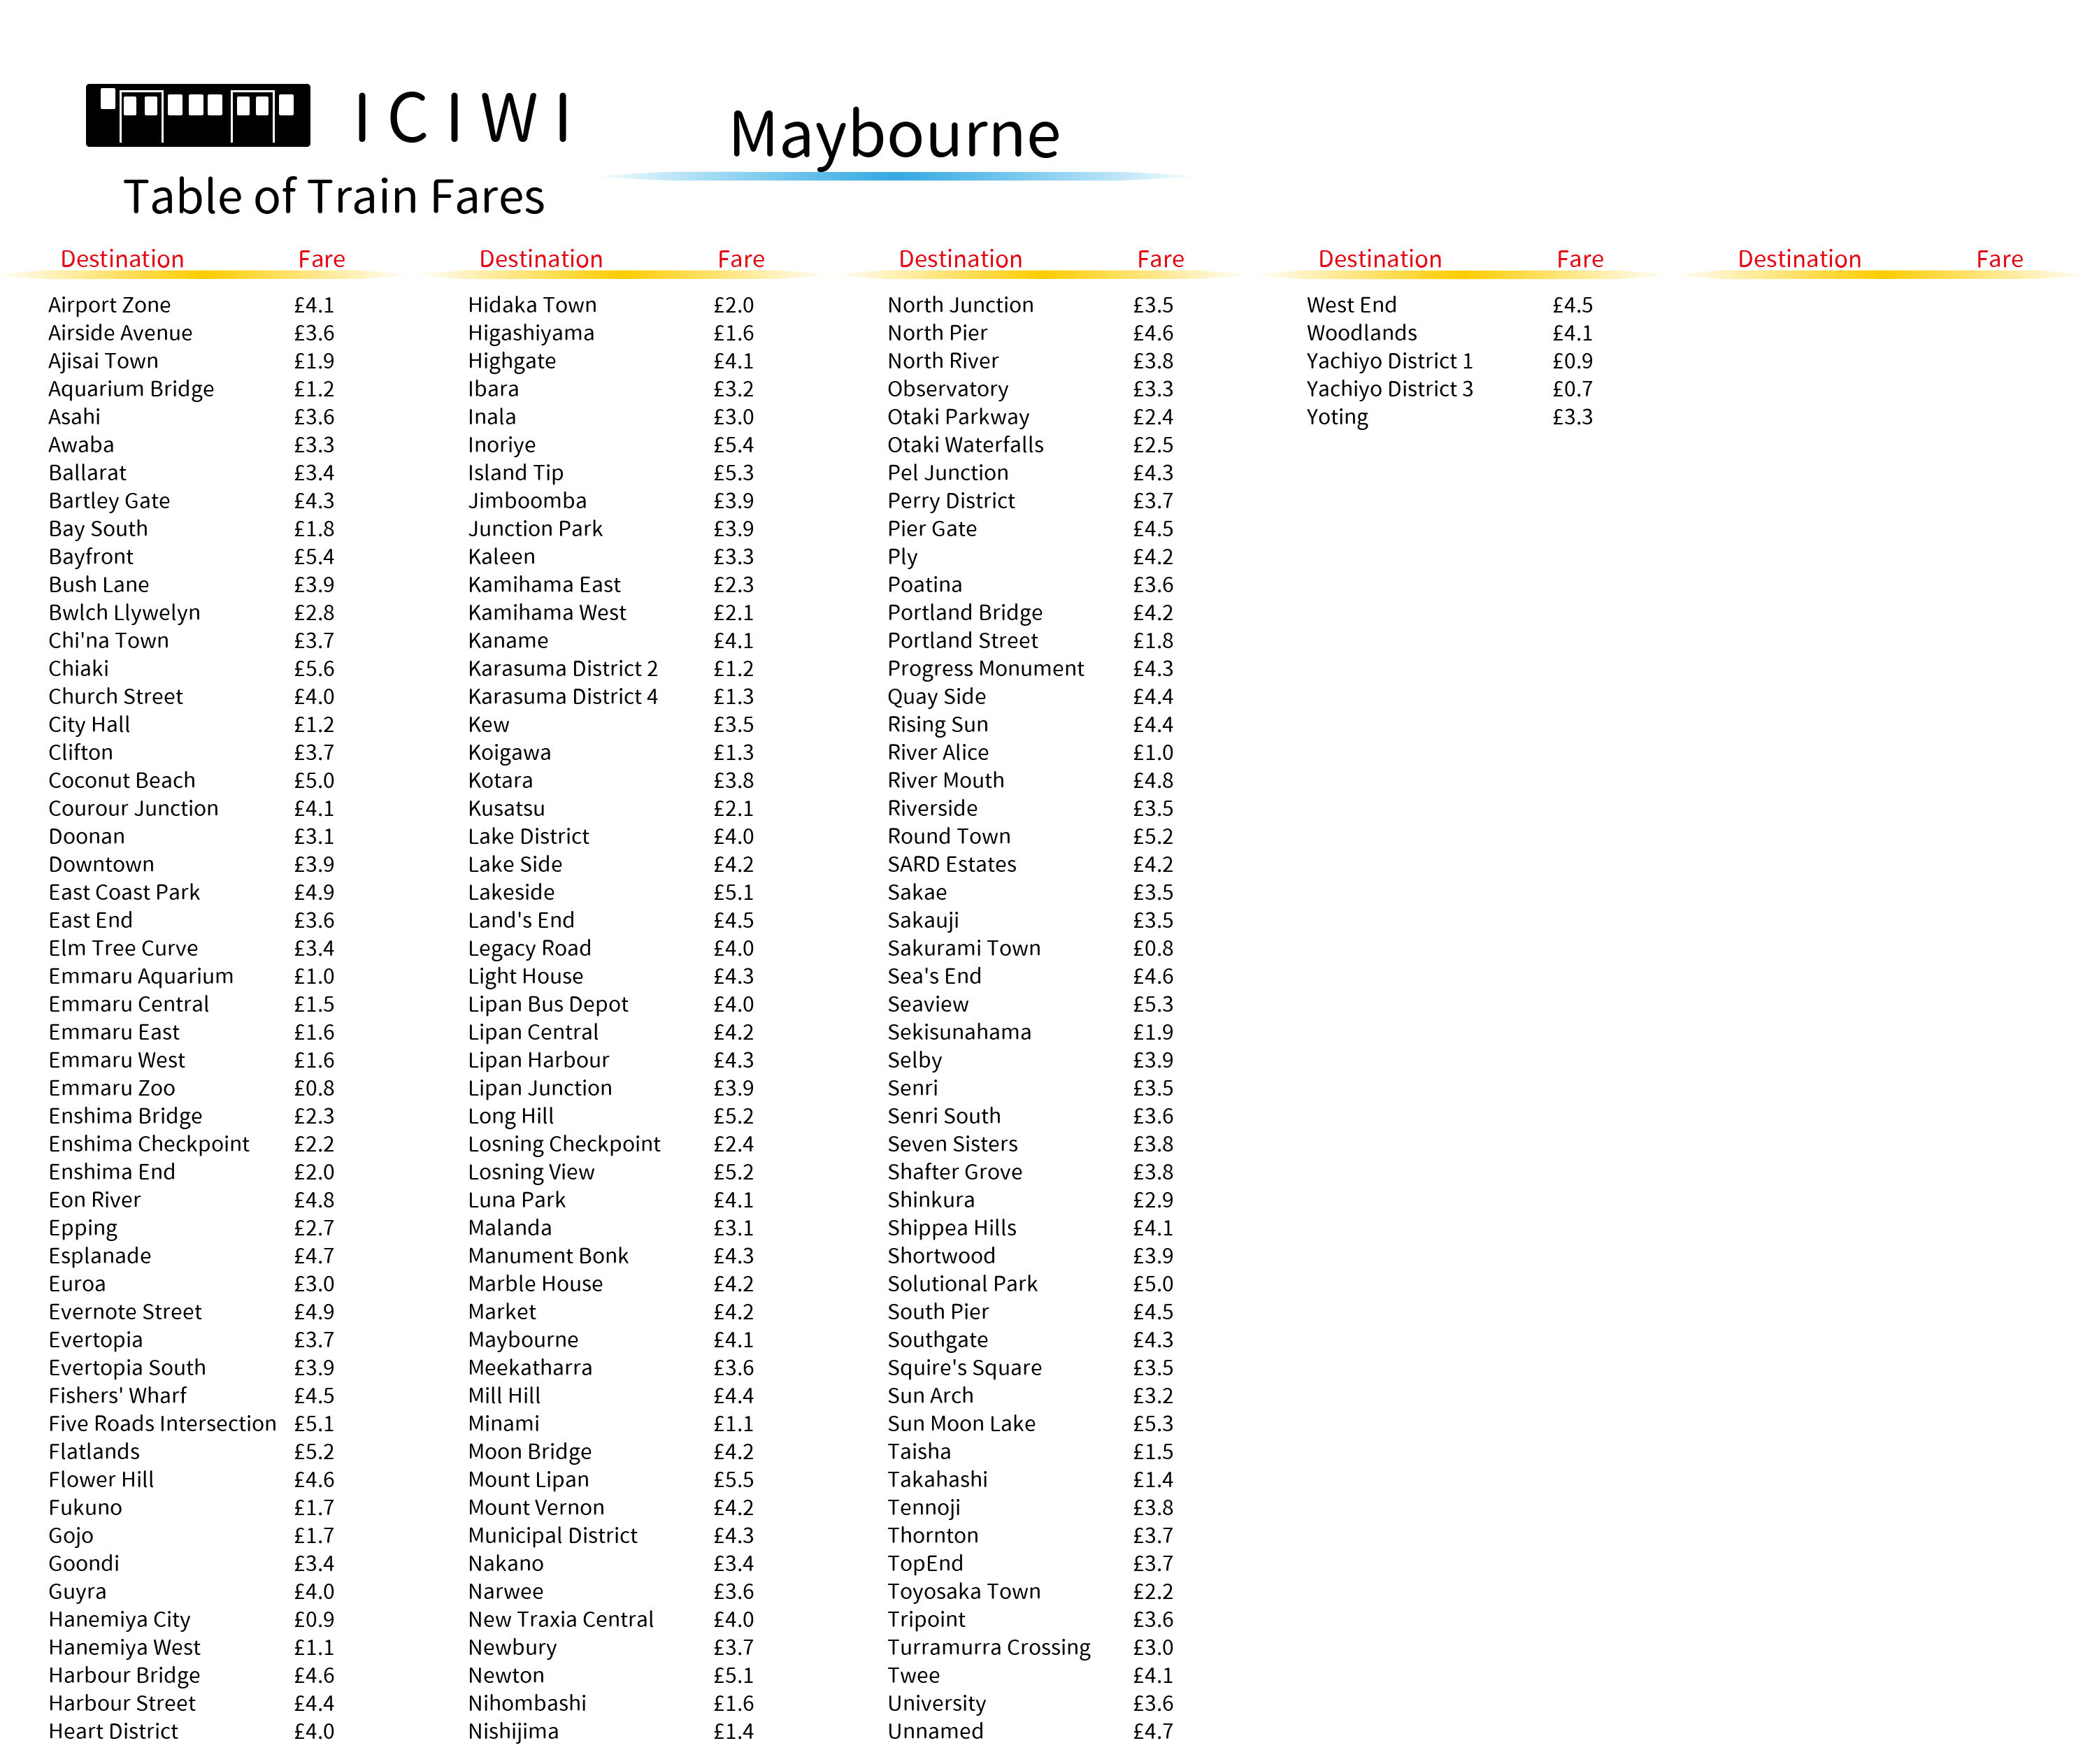 ICIWI
Maybourne
Table of Train Fares
Destination Fare
Airport Zone £4.1
Airside Avenue £3.6
Ajisai Town £1.9
Aquarium Bridge £1.2
Asahi £3.6
Awaba £3.3
Ballarat £3.4
Bartley Gate £4.3
Bay South £1.8
Bayfront £5.4
Bush Lane £3.9
Bwlch Llywelyn £2.8
Chi'na Town £3.7
Chiaki £5.6
Church Street £4.0
City Hall £1.2
Clifton £3.7
Coconut Beach £5.0
Courour Junction £4.1
Doonan £3.1
Downtown £3.9
East Coast Park £4.9
East End £3.6
Elm Tree Curve £3.4
Emmaru Aquarium £1.0
Emmaru Central £1.5
Emmaru East £1.6
Emmaru West £1.6
Emmaru Zoo £0.8
Enshima Bridge £2.3
Enshima Checkpoint £2.2
Enshima End £2.0
Eon River £4.8
Epping £2.7
Esplanade £4.7
Euroa £3.0
Evernote Street £4.9
Evertopia £3.7
Evertopia South £3.9
Fishers' Wharf £4.5
Five Roads Intersection £5.1
Flatlands £5.2
Flower Hill £4.6
Fukuno £1.7
Gojo £1.7
Goondi £3.4
Guyra £4.0
Hanemiya City £0.9
Hanemiya West £1.1
Harbour Bridge £4.6
Harbour Street £4.4
Heart District £4.0
Destination Fare
Hidaka Town £2.0
Higashiyama £1.6
Highgate £4.1
Ibara £3.2
Inala £3.0
Inoriye £5.4
Island Tip £5.3
Jimboomba £3.9
Junction Park £3.9
Kaleen £3.3
Kamihama East £2.3
Kamihama West £2.1
Kaname £4.1
Karasuma District 2 £1.2
Karasuma District 4 £1.3
Kew £3.5
Koigawa £1.3
Kotara £3.8
Kusatsu £2.1
Lake District £4.0
Lake Side £4.2
Lakeside £5.1
Land's End £4.5
Legacy Road £4.0
Light House £4.3
Lipan Bus Depot £4.0
Lipan Central £4.2
Lipan Harbour £4.3
Lipan Junction £3.9
Long Hill £5.2
Losning Checkpoint £2.4
Losning View £5.2
Luna Park £4.1
Malanda £3.1
Manument Bonk £4.3
Marble House £4.2
Market £4.2
Maybourne £4.1
Meekatharra £3.6
Mill Hill £4.4
Minami £1.1
Moon Bridge £4.2
Mount Lipan £5.5
Mount Vernon £4.2
Municipal District £4.3
Nakano £3.4
Narwee £3.6
New Traxia Central £4.0
Newbury £3.7
Newton £5.1
Nihombashi £1.6
Nishijima £1.4
Destination Fare
North Junction £3.5
North Pier £4.6
North River £3.8
Observatory £3.3
Otaki Parkway £2.4
Otaki Waterfalls £2.5
Pel Junction £4.3
Perry District £3.7
Pier Gate £4.5
Ply £4.2
Poatina £3.6
Portland Bridge £4.2
Portland Street £1.8
Progress Monument £4.3
Quay Side £4.4
Rising Sun £4.4
River Alice £1.0
River Mouth £4.8
Riverside £3.5
Round Town £5.2
SARD Estates £4.2
Sakae £3.5
Sakauji £3.5
Sakurami Town £0.8
Sea's End £4.6
Seaview £5.3
Sekisunahama £1.9
Selby £3.9
Senri £3.5
Senri South £3.6
Seven Sisters £3.8
Shafter Grove £3.8
Shinkura £2.9
Shippea Hills £4.1
Shortwood £3.9
Solutional Park £5.0
South Pier £4.5
Southgate £4.3
Squire's Square £3.5
Sun Arch £3.2
Sun Moon Lake £5.3
Taisha £1.5
Takahashi £1.4
Tennoji £3.8
Thornton £3.7
TopEnd £3.7
Toyosaka Town £2.2
Tripoint £3.6
Turramurra Crossing £3.0
Twee £4.1
University £3.6
Unnamed £4.7
Destination Fare
West End £4.5
Woodlands £4.1
Yachiyo District 1 £0.9
Yachiyo District 3 £0.7
Yoting £3.3
Destination Fare